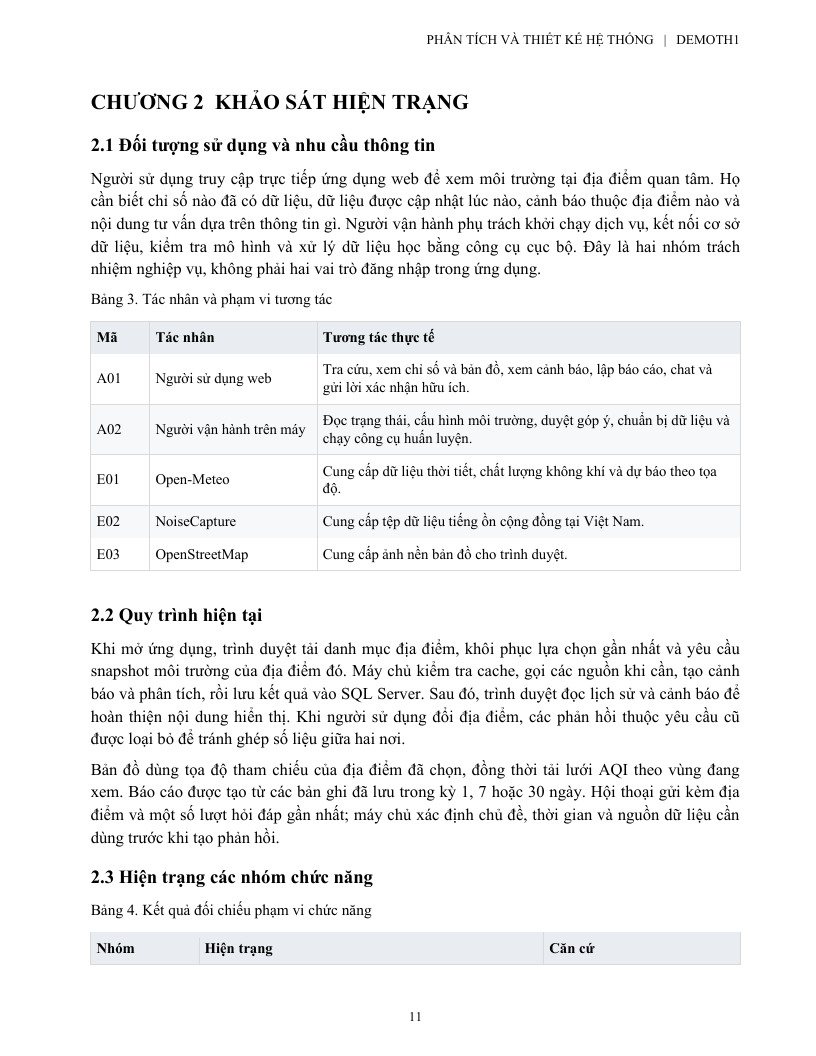 PHÂN TÍCH VÀ THIẾT KẾ HỆ THỐNG | DEMOTH1
CHƯƠNG 2 KHẢO SÁT HIỆN TRẠNG
2.1 Đối tượng sử dụng và nhu cầu thông tin
Người sử dụng truy cập trực tiếp ứng dụng web để xem môi trường tại địa điểm quan tâm. Họ
cần biết chỉ số nào đã có dữ liệu, dữ liệu được cập nhật lúc nào, cảnh báo thuộc địa điểm nào và
nội dung tư vấn dựa trên thông tin gì. Người vận hành phụ trách khởi chạy dịch vụ, kết nối cơ sở
dữ liệu, kiểm tra mô hình và xử lý dữ liệu học bằng công cụ cục bộ. Đây là hai nhóm trách
nhiệm nghiệp vụ, không phải hai vai trò đăng nhập trong ứng dụng.
Bảng 3. Tác nhân và phạm vi tương tác
Mã Tác nhân Tương tác thực tế
A01 Người sử dụng web Tra cứu, xem chỉ số và bản đồ, xem cảnh báo, lập báo cáo, chat và
gửi lời xác nhận hữu ích.
A02 Người vận hành trên máy Đọc trạng thái, cấu hình môi trường, duyệt góp ý, chuẩn bị dữ liệu và
chạy công cụ huấn luyện.
E01 Open-Meteo Cung cấp dữ liệu thời tiết, chất lượng không khí và dự báo theo tọa
độ.
E02 NoiseCapture Cung cấp tệp dữ liệu tiếng ồn cộng đồng tại Việt Nam.
E03 OpenStreetMap Cung cấp ảnh nền bản đồ cho trình duyệt.
2.2 Quy trình hiện tại
Khi mở ứng dụng, trình duyệt tải danh mục địa điểm, khôi phục lựa chọn gần nhất và yêu cầu
snapshot môi trường của địa điểm đó. Máy chủ kiểm tra cache, gọi các nguồn khi cần, tạo cảnh
báo và phân tích, rồi lưu kết quả vào SQL Server. Sau đó, trình duyệt đọc lịch sử và cảnh báo để
hoàn thiện nội dung hiển thị. Khi người sử dụng đổi địa điểm, các phản hồi thuộc yêu cầu cũ
được loại bỏ để tránh ghép số liệu giữa hai nơi.
Bản đồ dùng tọa độ tham chiếu của địa điểm đã chọn, đồng thời tải lưới AQI theo vùng đang
xem. Báo cáo được tạo từ các bản ghi đã lưu trong kỳ 1, 7 hoặc 30 ngày. Hội thoại gửi kèm địa
điểm và một số lượt hỏi đáp gần nhất; máy chủ xác định chủ đề, thời gian và nguồn dữ liệu cần
dùng trước khi tạo phản hồi.
2.3 Hiện trạng các nhóm chức năng
Bảng 4. Kết quả đối chiếu phạm vi chức năng
Nhóm Hiện trạng Căn cứ
11